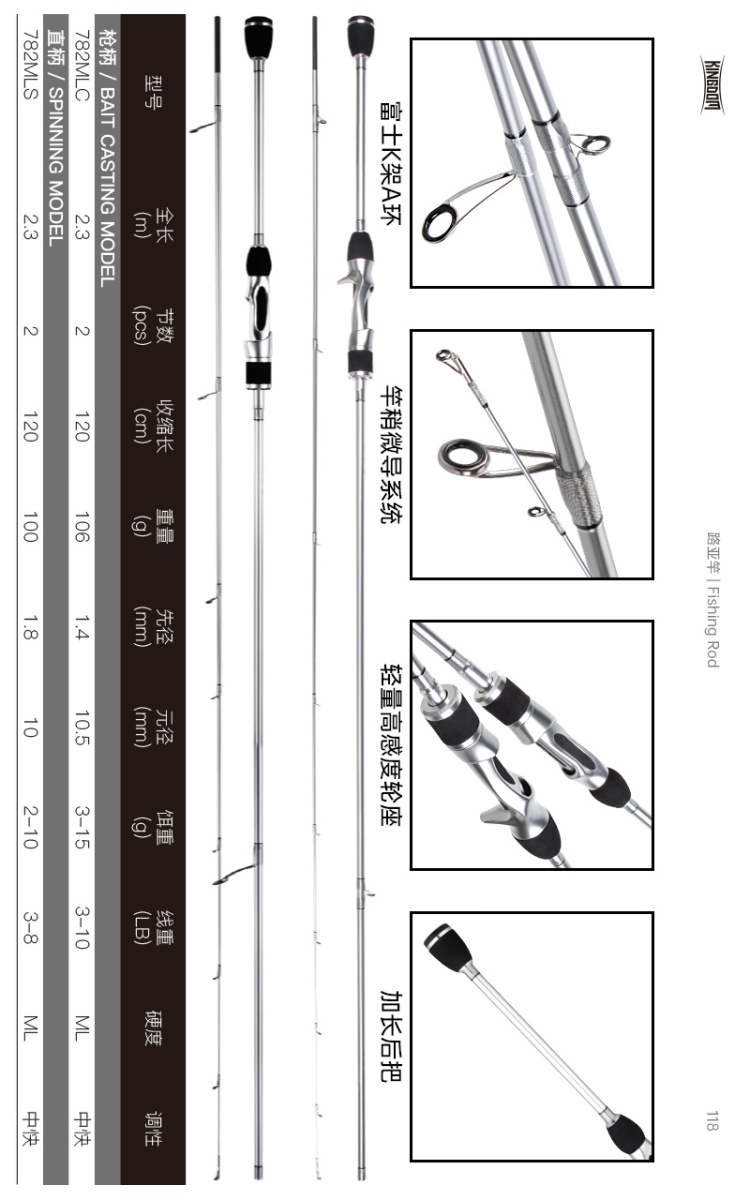 KINGDOM
路亚竿 | Fishing Rod
118
富士K架A环
竿稍微导系统
轻量高感度轮座
加长后把
型号 全长(m) 节数(pcs) 收缩长(cm) 重量(g) 先径(mm) 元径(mm) 饵重(g) 线重(LB) 硬度 调性
枪柄 / BAIT CASTING MODEL
782MLC 2.3 2 120 106 1.4 10.5 3-15 3-10 ML 中快
直柄 / SPINNING MODEL
782MLS 2.3 2 120 100 1.8 10 2-10 3-8 ML 中快